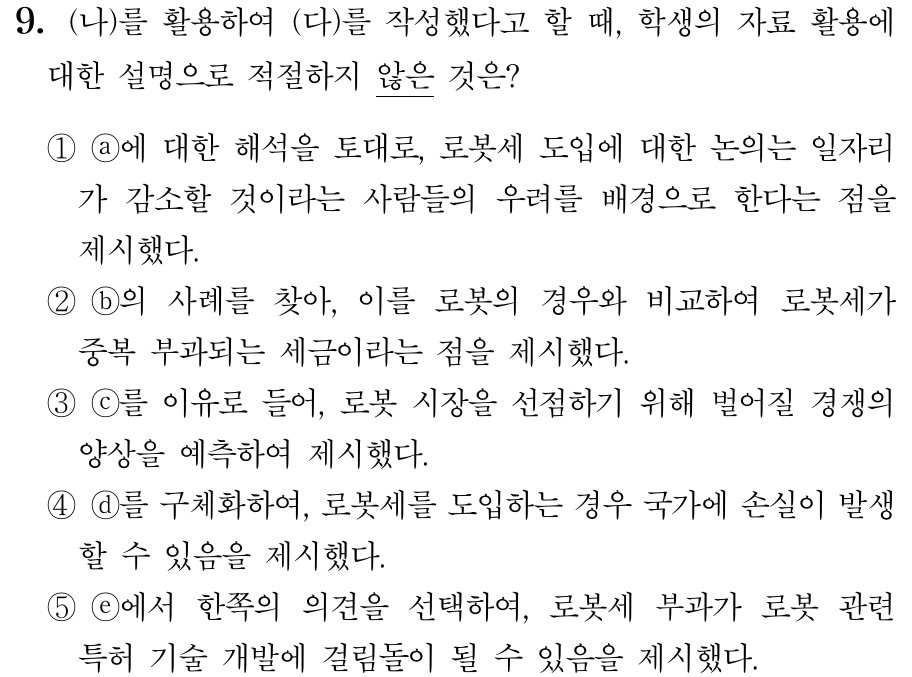 9. (나)를 활용하여 (다)를 작성했다고 할 때, 학생의 자료 활용에
대한 설명으로 적절하지 않은 것은?
① ⓐ에 대한 해석을 토대로, 로봇세 도입에 대한 논의는 일자리
가 감소할 것이라는 사람들의 우려를 배경으로 한다는 점을
제시했다.
② ⓑ의 사례를 찾아, 이를 로봇의 경우와 비교하여 로봇세가
중복 부과되는 세금이라는 점을 제시했다.
③ ⓒ를 이유로 들어, 로봇 시장을 선점하기 위해 벌어질 경쟁의
양상을 예측하여 제시했다.
④ ⓓ를 구체화하여, 로봇세를 도입하는 경우 국가에 손실이 발생
할 수 있음을 제시했다.
⑤ ⓔ에서 한쪽의 의견을 선택하여, 로봇세 부과가 로봇 관련
특허 기술 개발에 걸림돌이 될 수 있음을 제시했다.